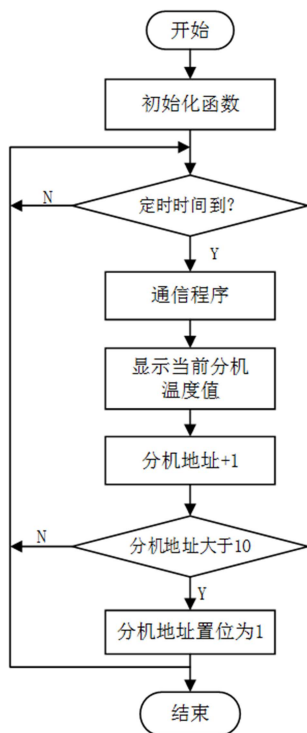 开始
初始化函数
N
定时时间到?
Y
通信程序
显示当前分机
温度值
分机地址+1
N
分机地址大于10
Y
分机地址置位为1
结束